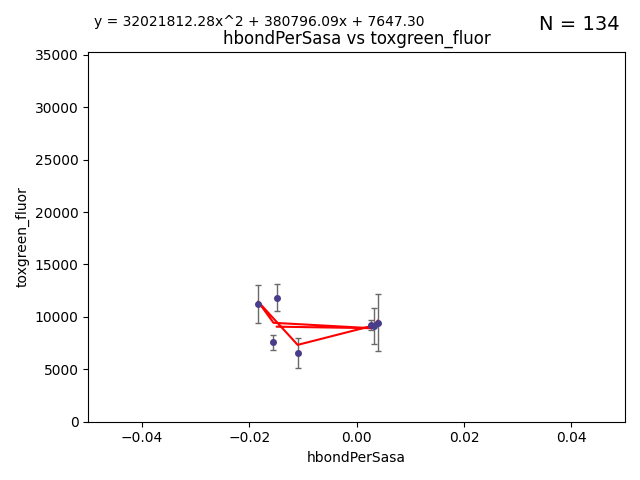 y = 32021812.28x^2 + 380796.09x + 7647.30
N = 134
hbondPerSasa vs toxgreen_fluor
35000
30000
25000
20000
15000
10000
5000
0
toxgreen_fluor
−0.04
−0.02
0.00
0.02
0.04
hbondPerSasa